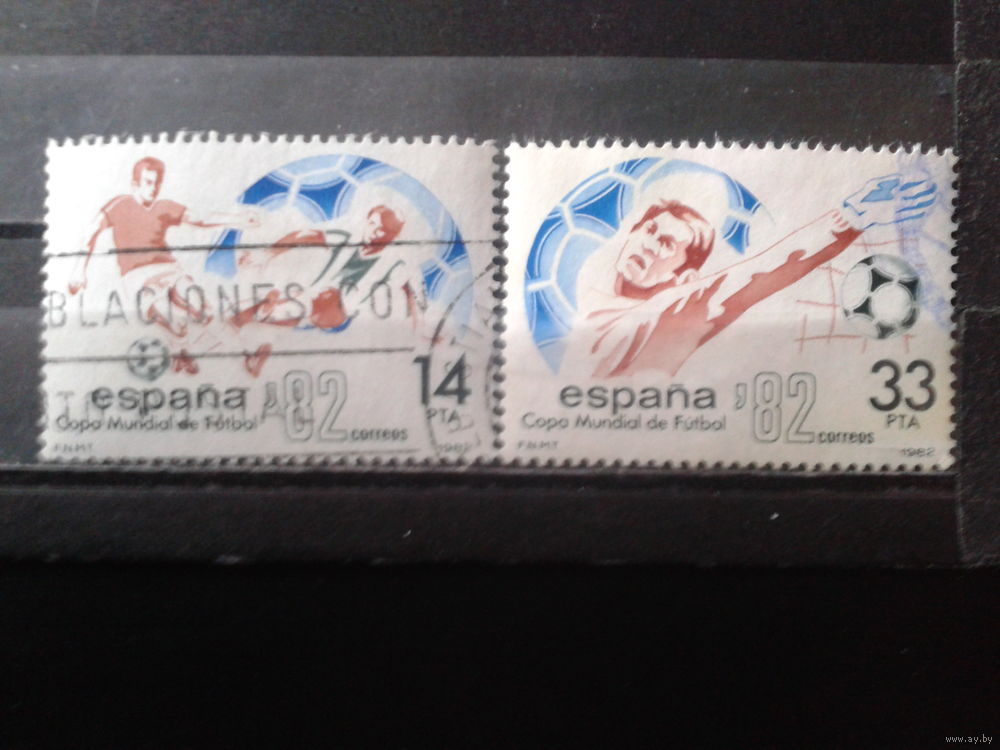 BLACIONES CON
14
PTA
españa '82
Copa Mundial de Fútbol
correos
F.N.M.T.
1982
33
PTA
españa '82
Copa Mundial de Fútbol
correos
F.N.M.T.
1982
www.ay.by